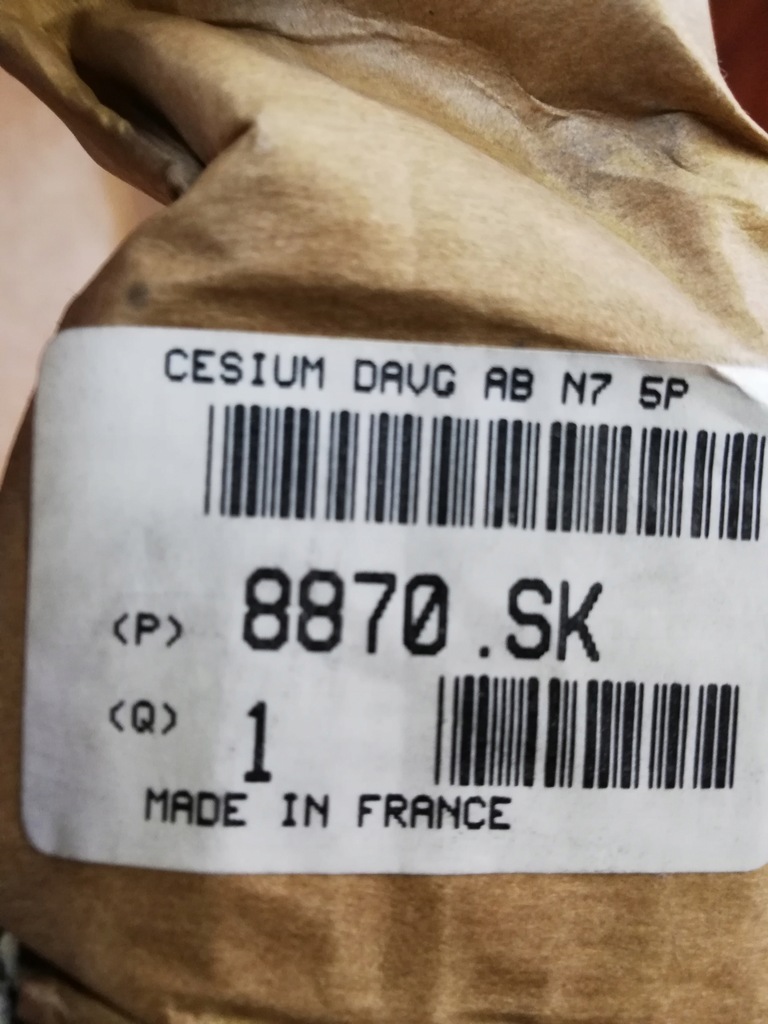 CESIUM DAVG AB N7 5P
(P) 8870.SK
(Q) 1
MADE IN FRANCE